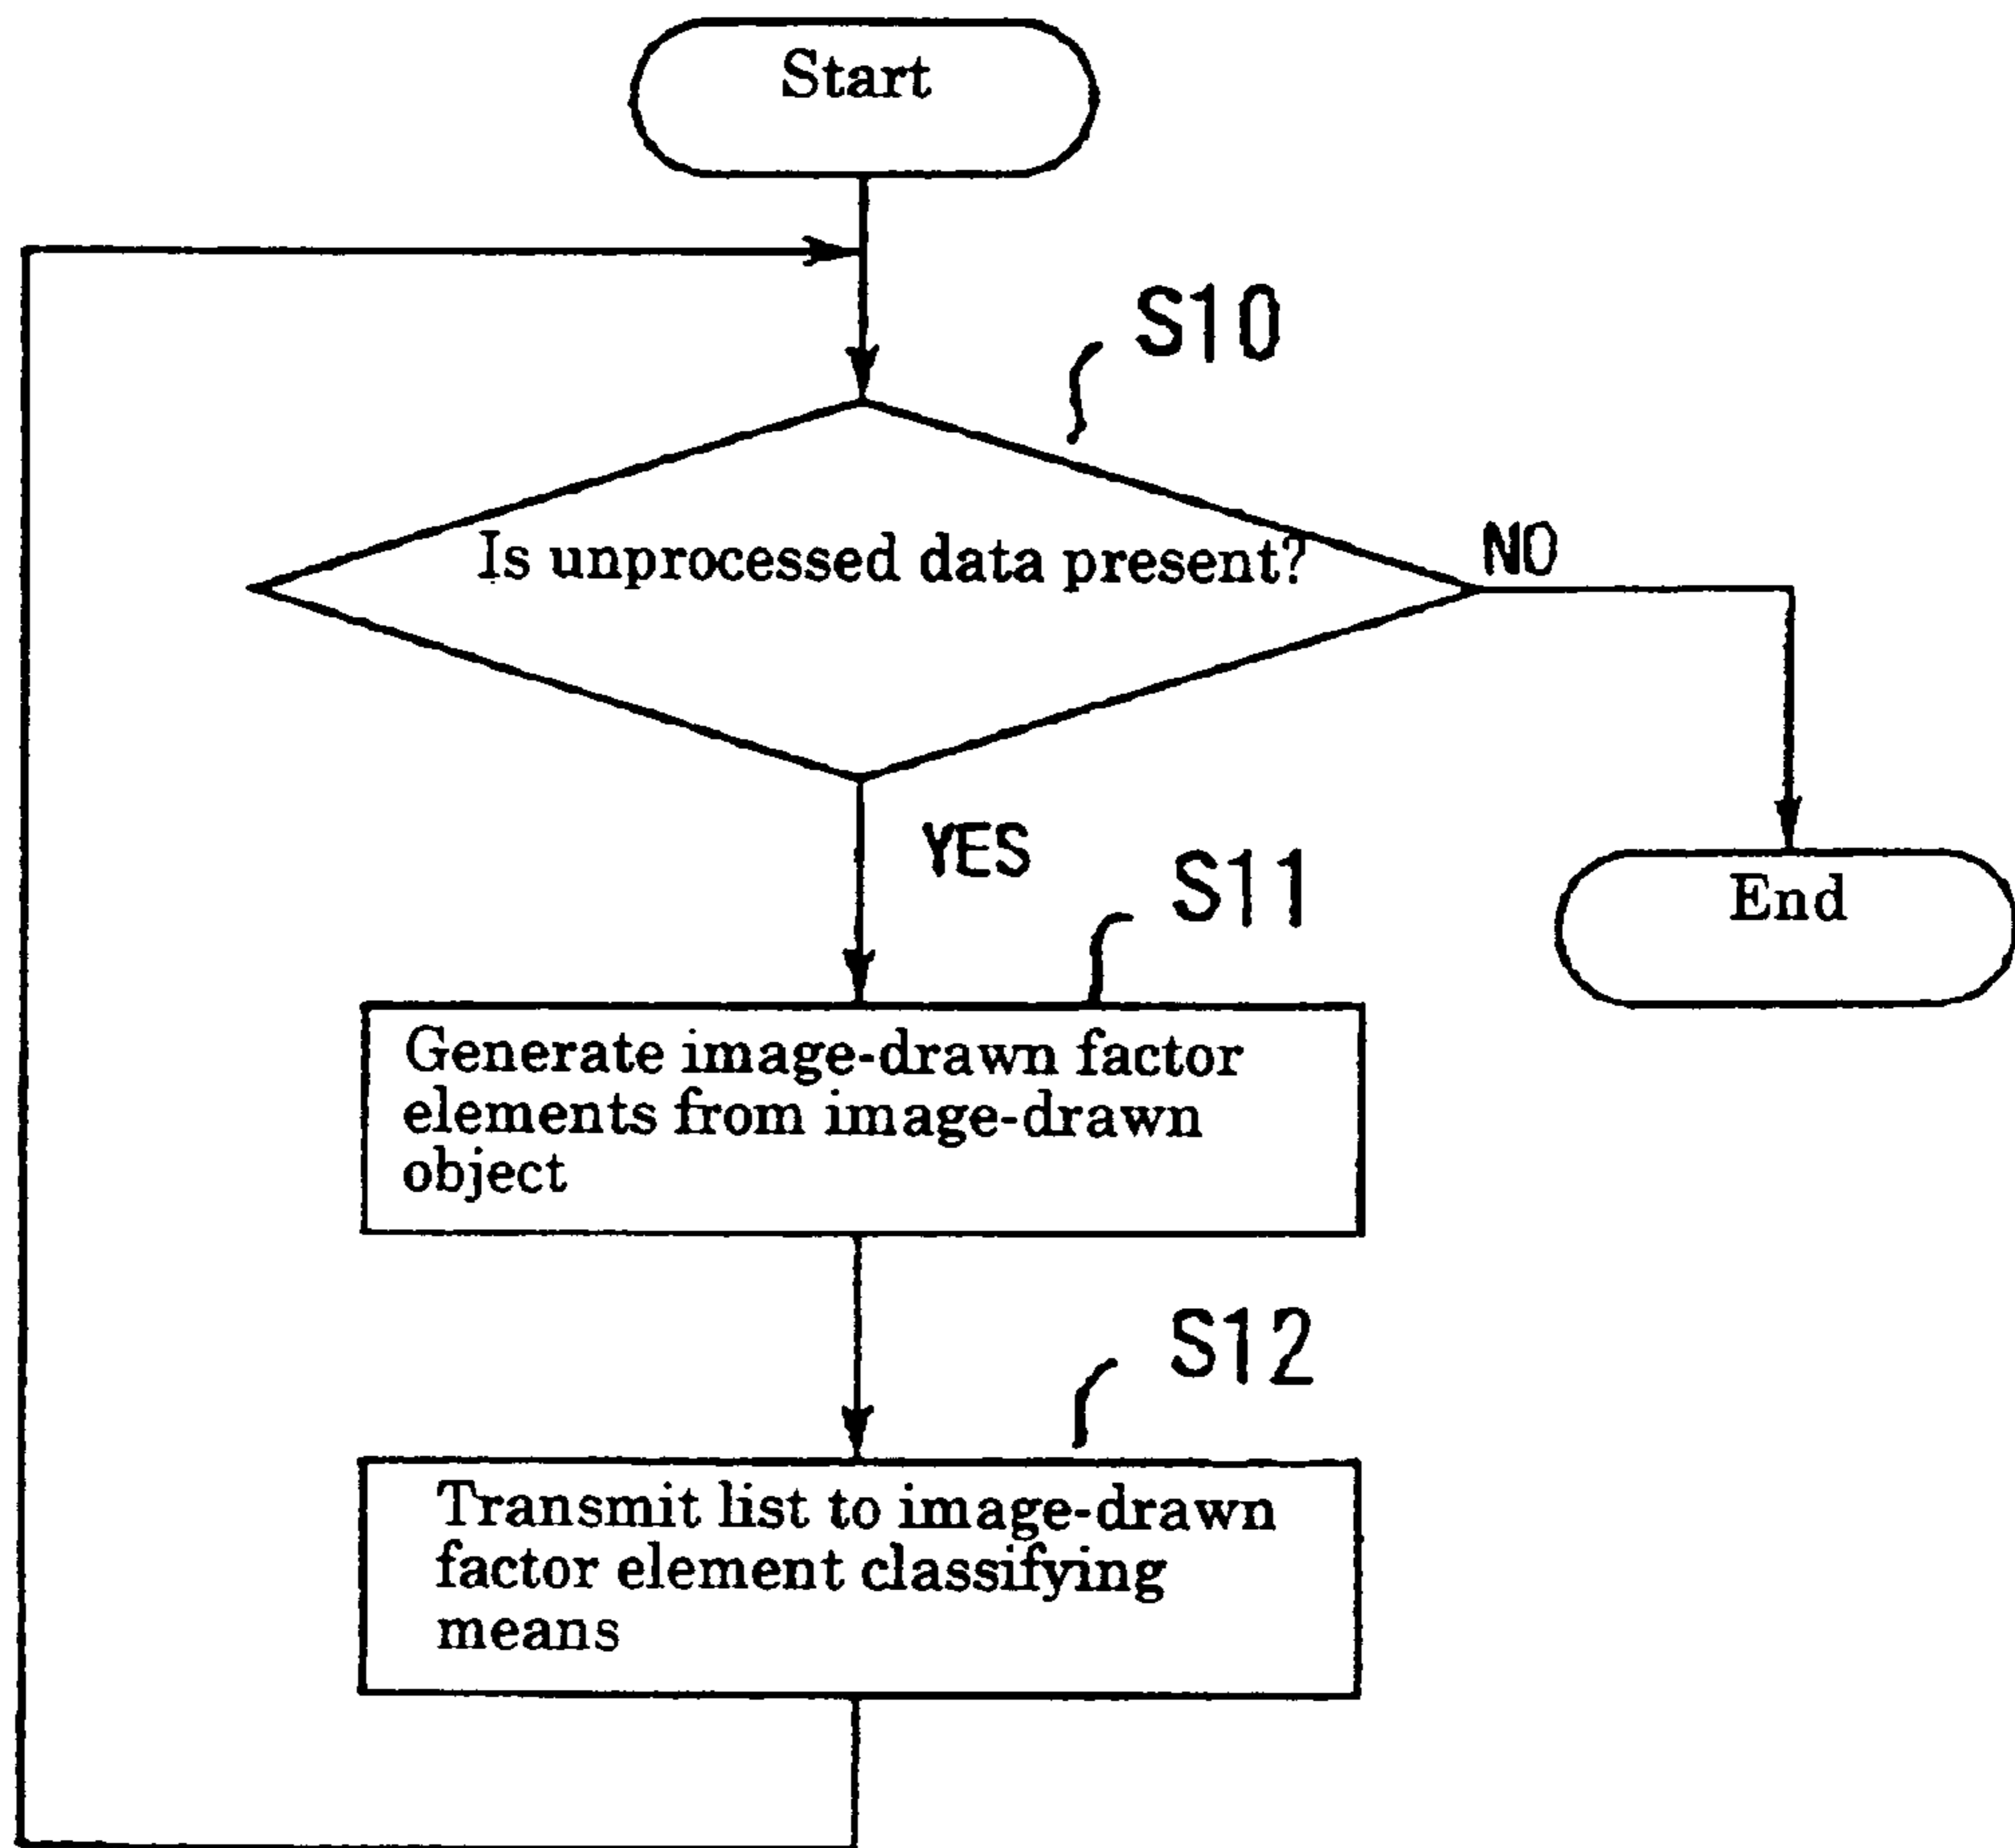 Start
S10
Is unprocessed data present?
NO
YES
S11
End
Generate image-drawn factor
elements from image-drawn
object
S12
Transmit list to image-drawn
factor element classifying
means